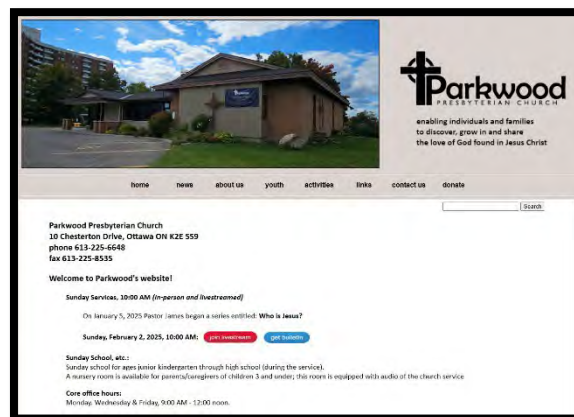 Parkwood
PRESBYTERIAN CHURCH
enabling individuals and families
to discover, grow in and share
the love of God found in Jesus Christ
home news about us youth activities links contact us donate
Search
Parkwood Presbyterian Church
10 Chesterton Drive, Ottawa ON K2E 5S9
phone 613-225-6648
fax 613-225-8535
Welcome to Parkwood's website!
Sunday Services, 10:00 AM (in-person and livestreamed)
On January 5, 2025 Pastor James began a series entitled: Who is Jesus?
Sunday, February 2, 2025, 10:00 AM: join livestream get bulletin
Sunday School, etc.:
Sunday school for ages junior kindergarten through high school (during the service).
A nursery room is available for parents/caregivers of children 3 and under; this room is equipped with audio of the church service
Core office hours:
Monday, Wednesday & Friday, 9:00 AM - 12:00 noon.